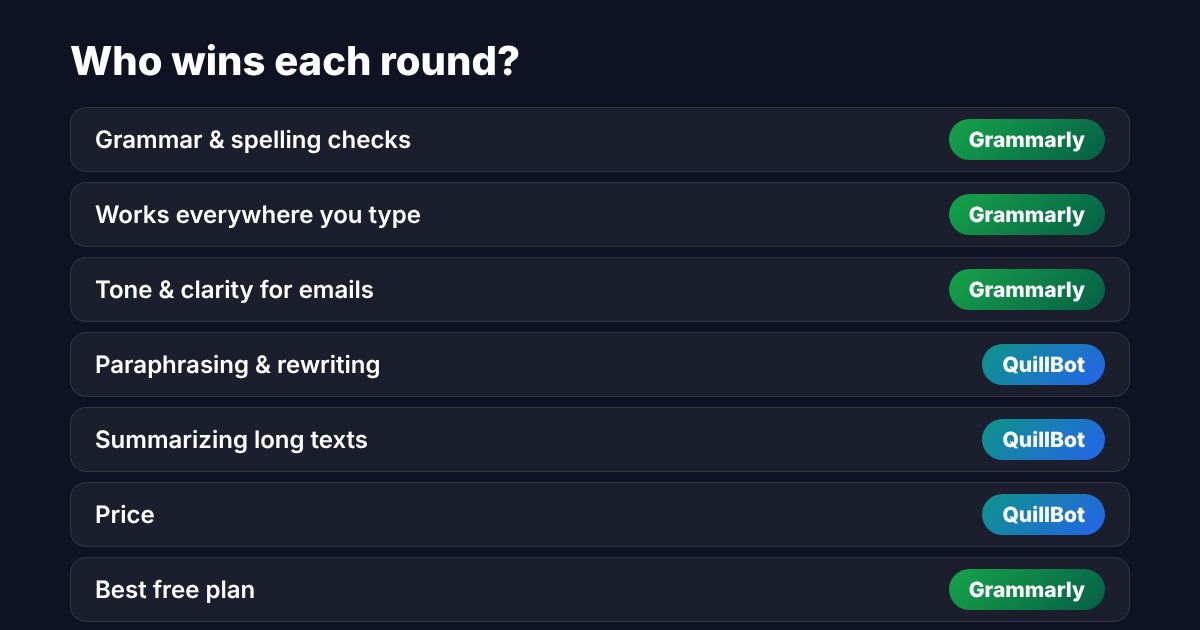 Who wins each round?
Grammar & spelling checks Grammarly
Works everywhere you type Grammarly
Tone & clarity for emails Grammarly
Paraphrasing & rewriting QuillBot
Summarizing long texts QuillBot
Price QuillBot
Best free plan Grammarly